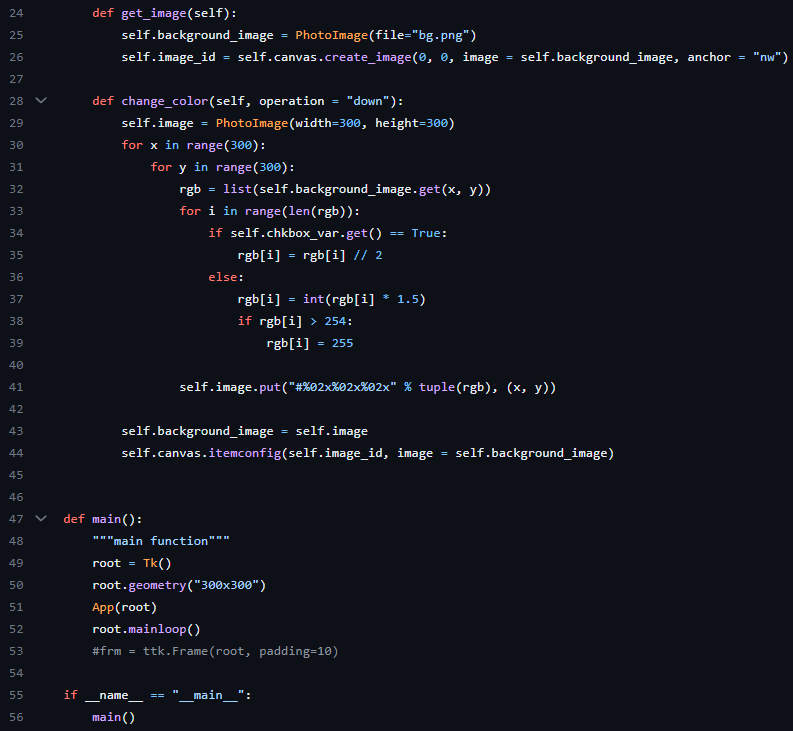 24 def get_image(self):
25 self.background_image = PhotoImage(file="bg.png")
26 self.image_id = self.canvas.create_image(0, 0, image = self.background_image, anchor = "nw")
27
28 def change_color(self, operation = "down"):
29 self.image = PhotoImage(width=300, height=300)
30 for x in range(300):
31 for y in range(300):
32 rgb = list(self.background_image.get(x, y))
33 for i in range(len(rgb)):
34 if self.chkbox_var.get() == True:
35 rgb[i] = rgb[i] // 2
36 else:
37 rgb[i] = int(rgb[i] * 1.5)
38 if rgb[i] > 254:
39 rgb[i] = 255
40
41 self.image.put("#%02x%02x%02x" % tuple(rgb), (x, y))
42
43 self.background_image = self.image
44 self.canvas.itemconfig(self.image_id, image = self.background_image)
45
46
47 def main():
48 """main function"""
49 root = Tk()
50 root.geometry("300x300")
51 App(root)
52 root.mainloop()
53 #frm = ttk.Frame(root, padding=10)
54
55 if __name__ == "__main__":
56 main()